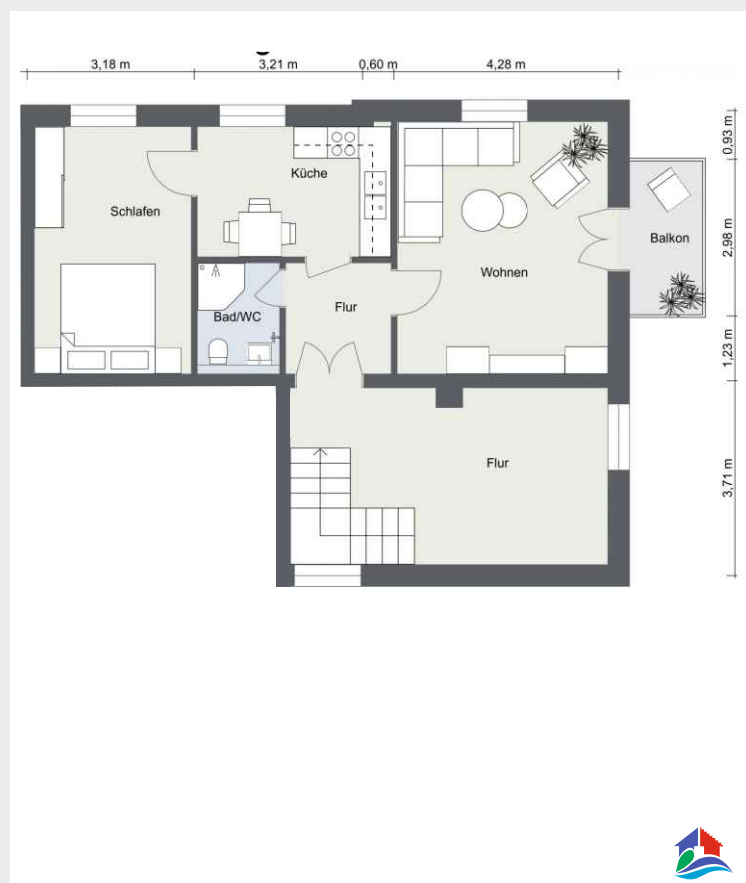 3,18 m 3,21 m 0,60 m 4,28 m
0,93 m
Küche
Schlafen
2,98 m
Balkon
Wohnen
Flur
Bad/WC
1,23 m
Flur
3,71 m